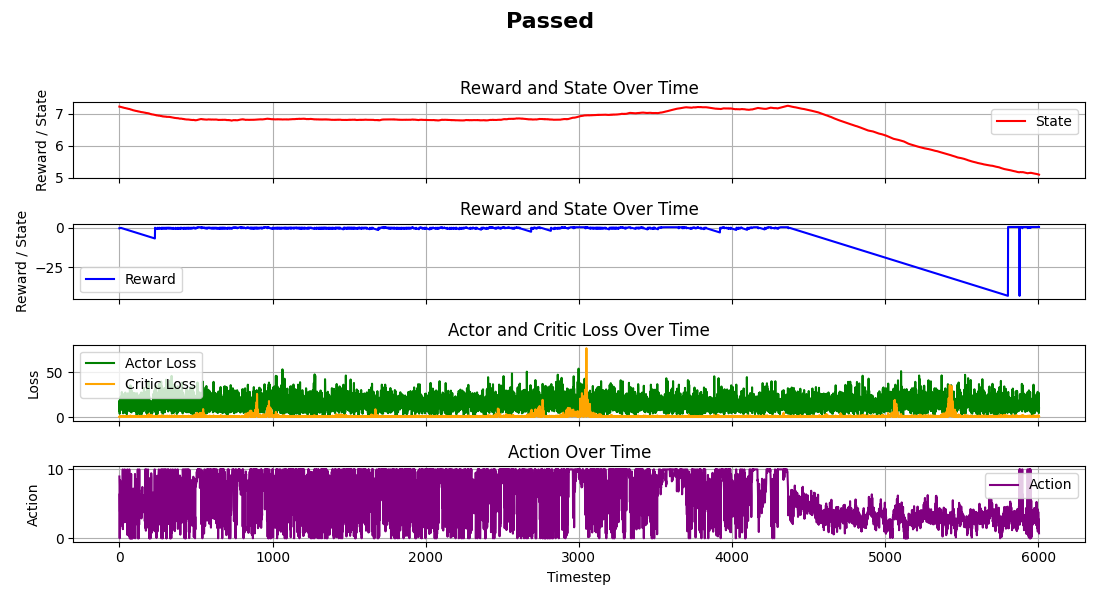 Passed
Reward and State Over Time
Reward / State
7
6
5
State
Reward and State Over Time
Reward / State
0
−25
Reward
Actor and Critic Loss Over Time
Loss
50
0
Actor Loss
Critic Loss
Action Over Time
Action
10
0
Action
0 1000 2000 3000 4000 5000 6000
Timestep